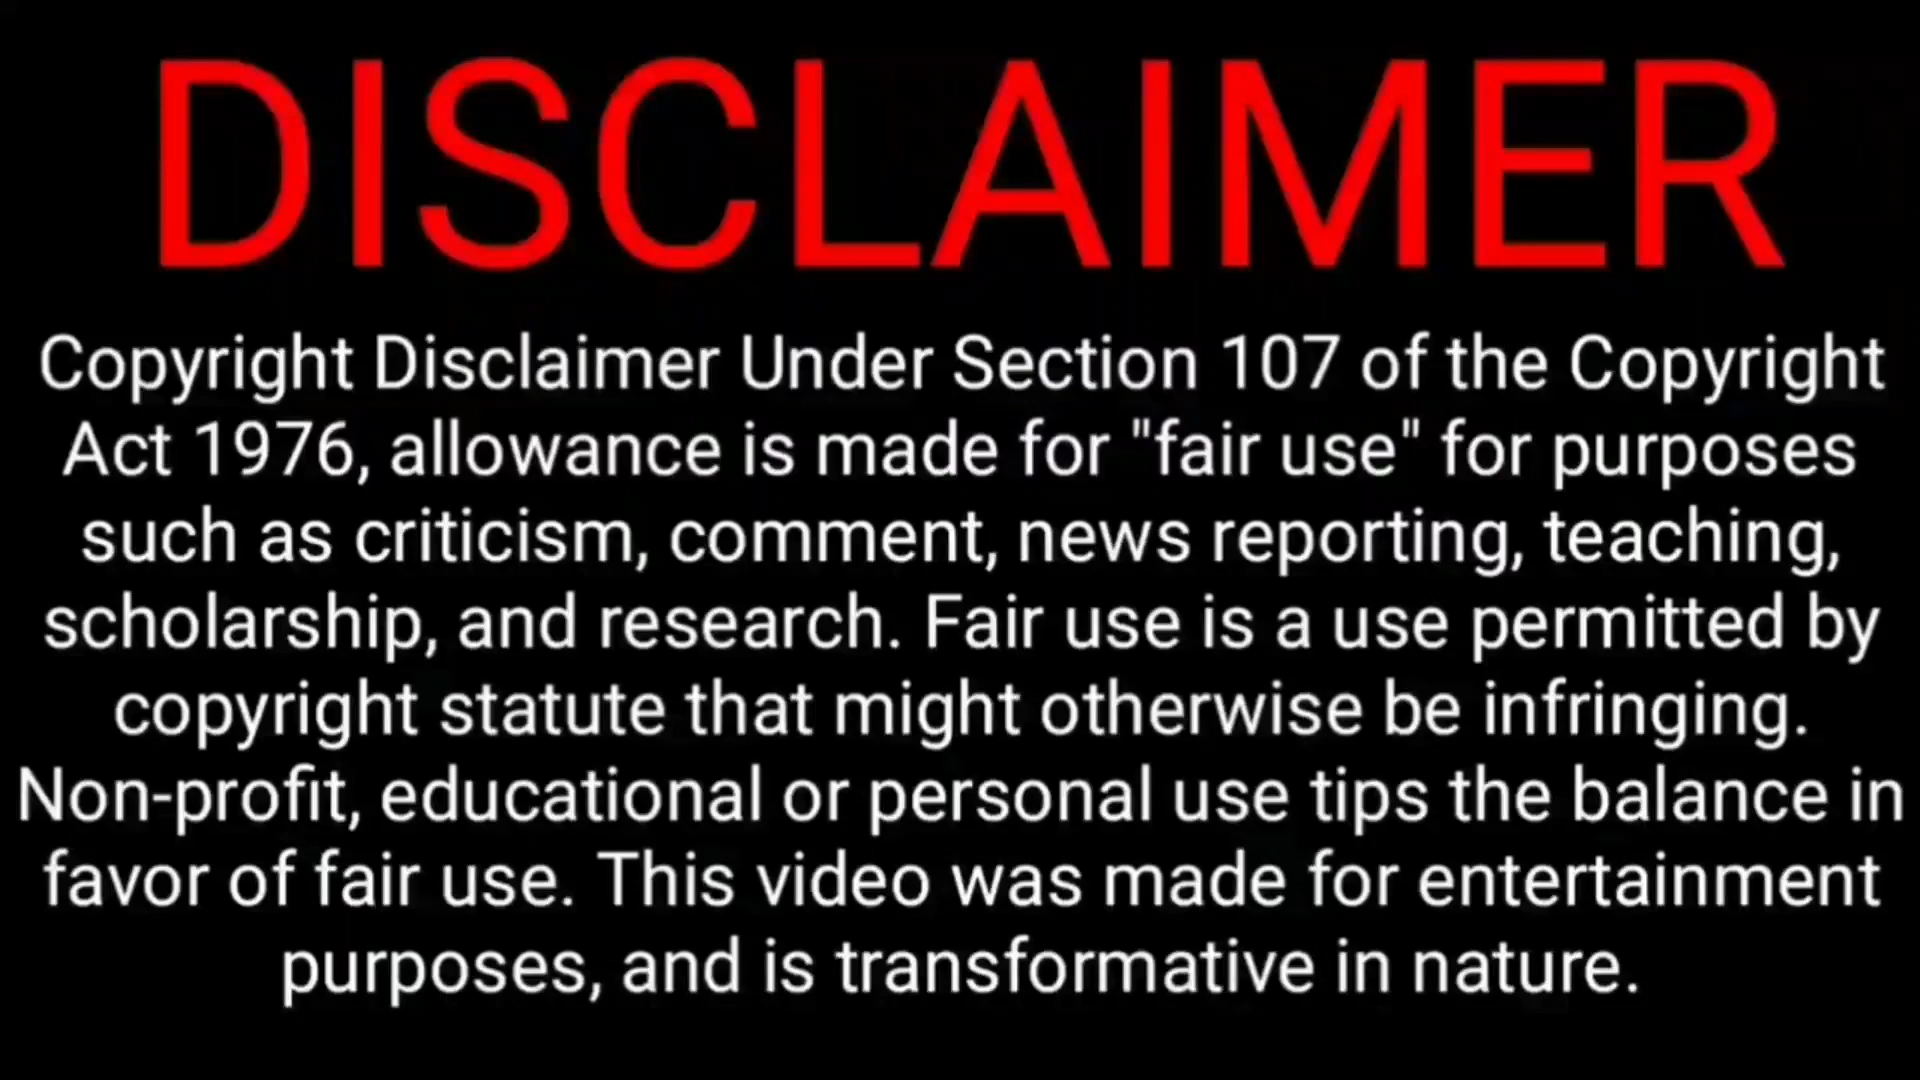 DISCLAIMER
Copyright Disclaimer Under Section 107 of the Copyright
Act 1976, allowance is made for "fair use" for purposes
such as criticism, comment, news reporting, teaching,
scholarship, and research. Fair use is a use permitted by
copyright statute that might otherwise be infringing.
Non-profit, educational or personal use tips the balance in
favor of fair use. This video was made for entertainment
purposes, and is transformative in nature.